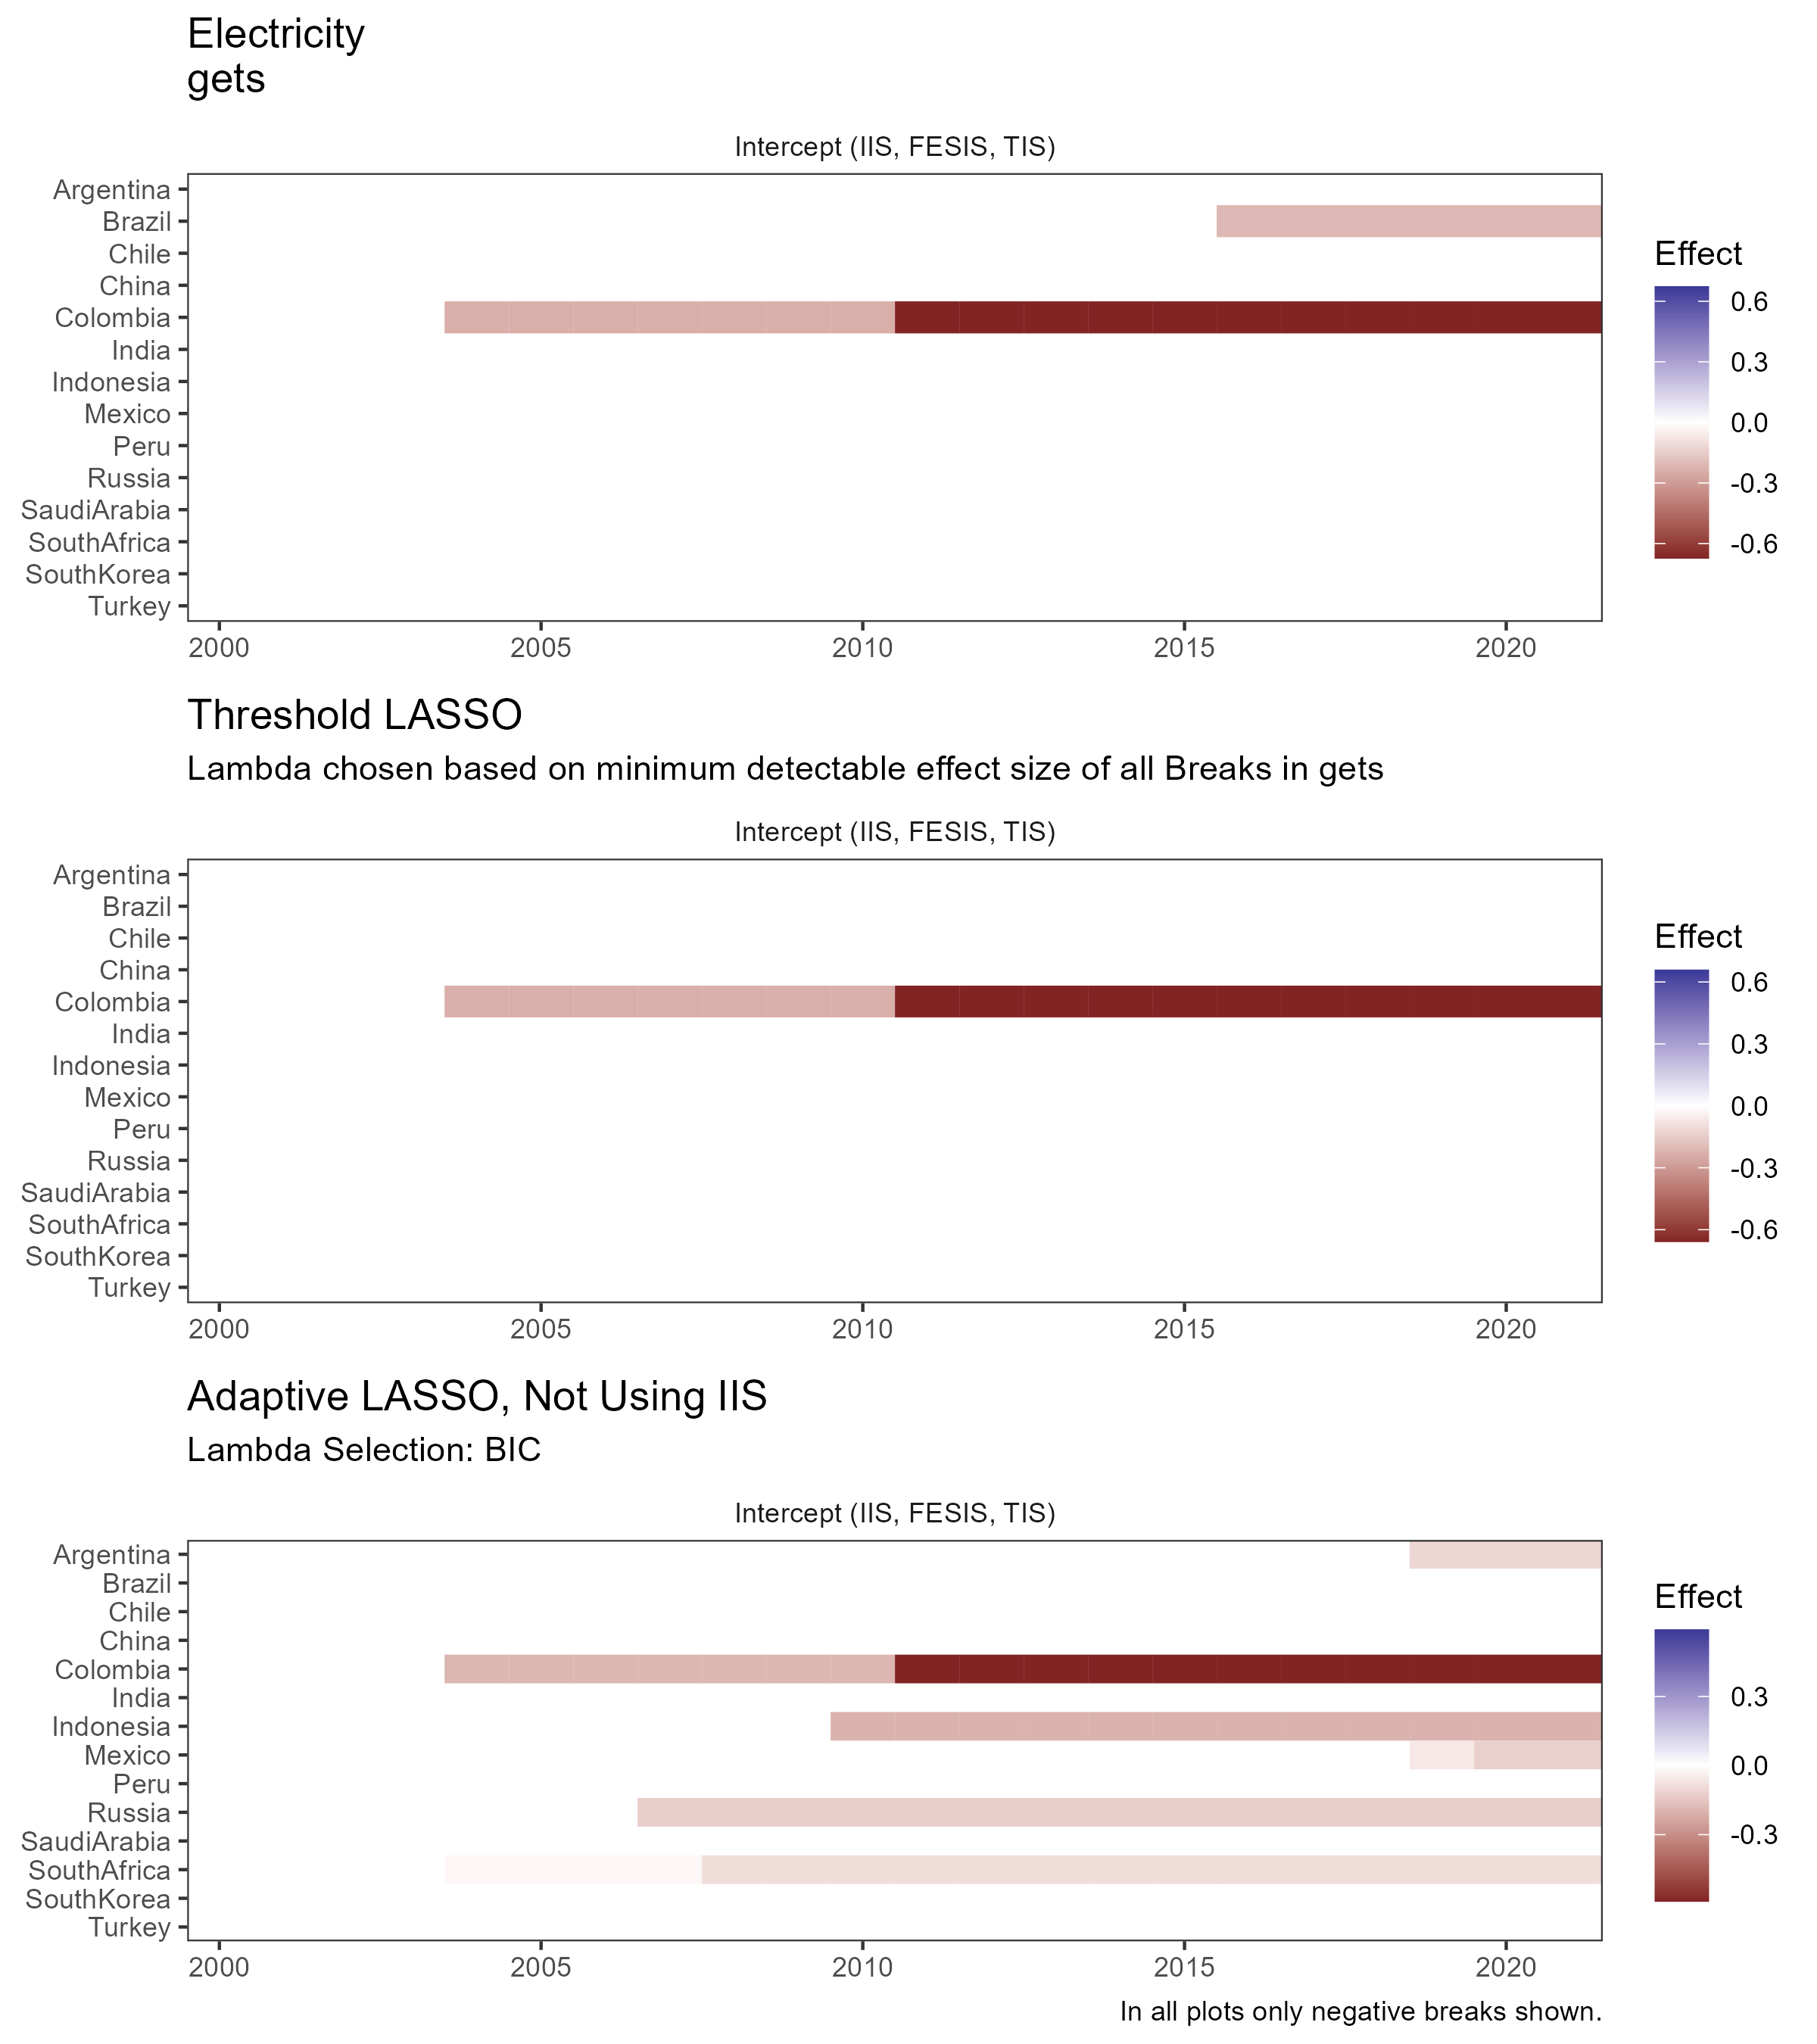 Electricity
gets
Intercept (IIS, FESIS, TIS)
Argentina
Brazil
Chile
China
Colombia
India
Indonesia
Mexico
Peru
Russia
SaudiArabia
SouthAfrica
SouthKorea
Turkey
2000 2005 2010 2015 2020
Effect
0.6
0.3
0.0
-0.3
-0.6
Threshold LASSO
Lambda chosen based on minimum detectable effect size of all Breaks in gets
Intercept (IIS, FESIS, TIS)
Argentina
Brazil
Chile
China
Colombia
India
Indonesia
Mexico
Peru
Russia
SaudiArabia
SouthAfrica
SouthKorea
Turkey
2000 2005 2010 2015 2020
Effect
0.6
0.3
0.0
-0.3
-0.6
Adaptive LASSO, Not Using IIS
Lambda Selection: BIC
Intercept (IIS, FESIS, TIS)
Argentina
Brazil
Chile
China
Colombia
India
Indonesia
Mexico
Peru
Russia
SaudiArabia
SouthAfrica
SouthKorea
Turkey
2000 2005 2010 2015 2020
Effect
0.3
0.0
-0.3
In all plots only negative breaks shown.